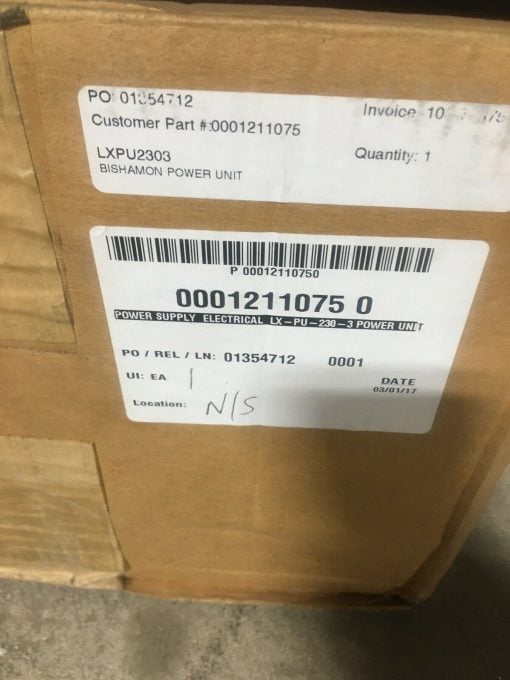 PO: 01354712
Invoice 10
Customer Part #:0001211075
LXPU2303
Quantity: 1
BISHAMON POWER UNIT
P 00012110750
0001211075 0
POWER SUPPLY ELECTRICAL LX-PU-230-3 POWER UNIT
PO / REL / LN: 01354712 0001
UI: EA |
DATE
03/01/17
Location: N/S